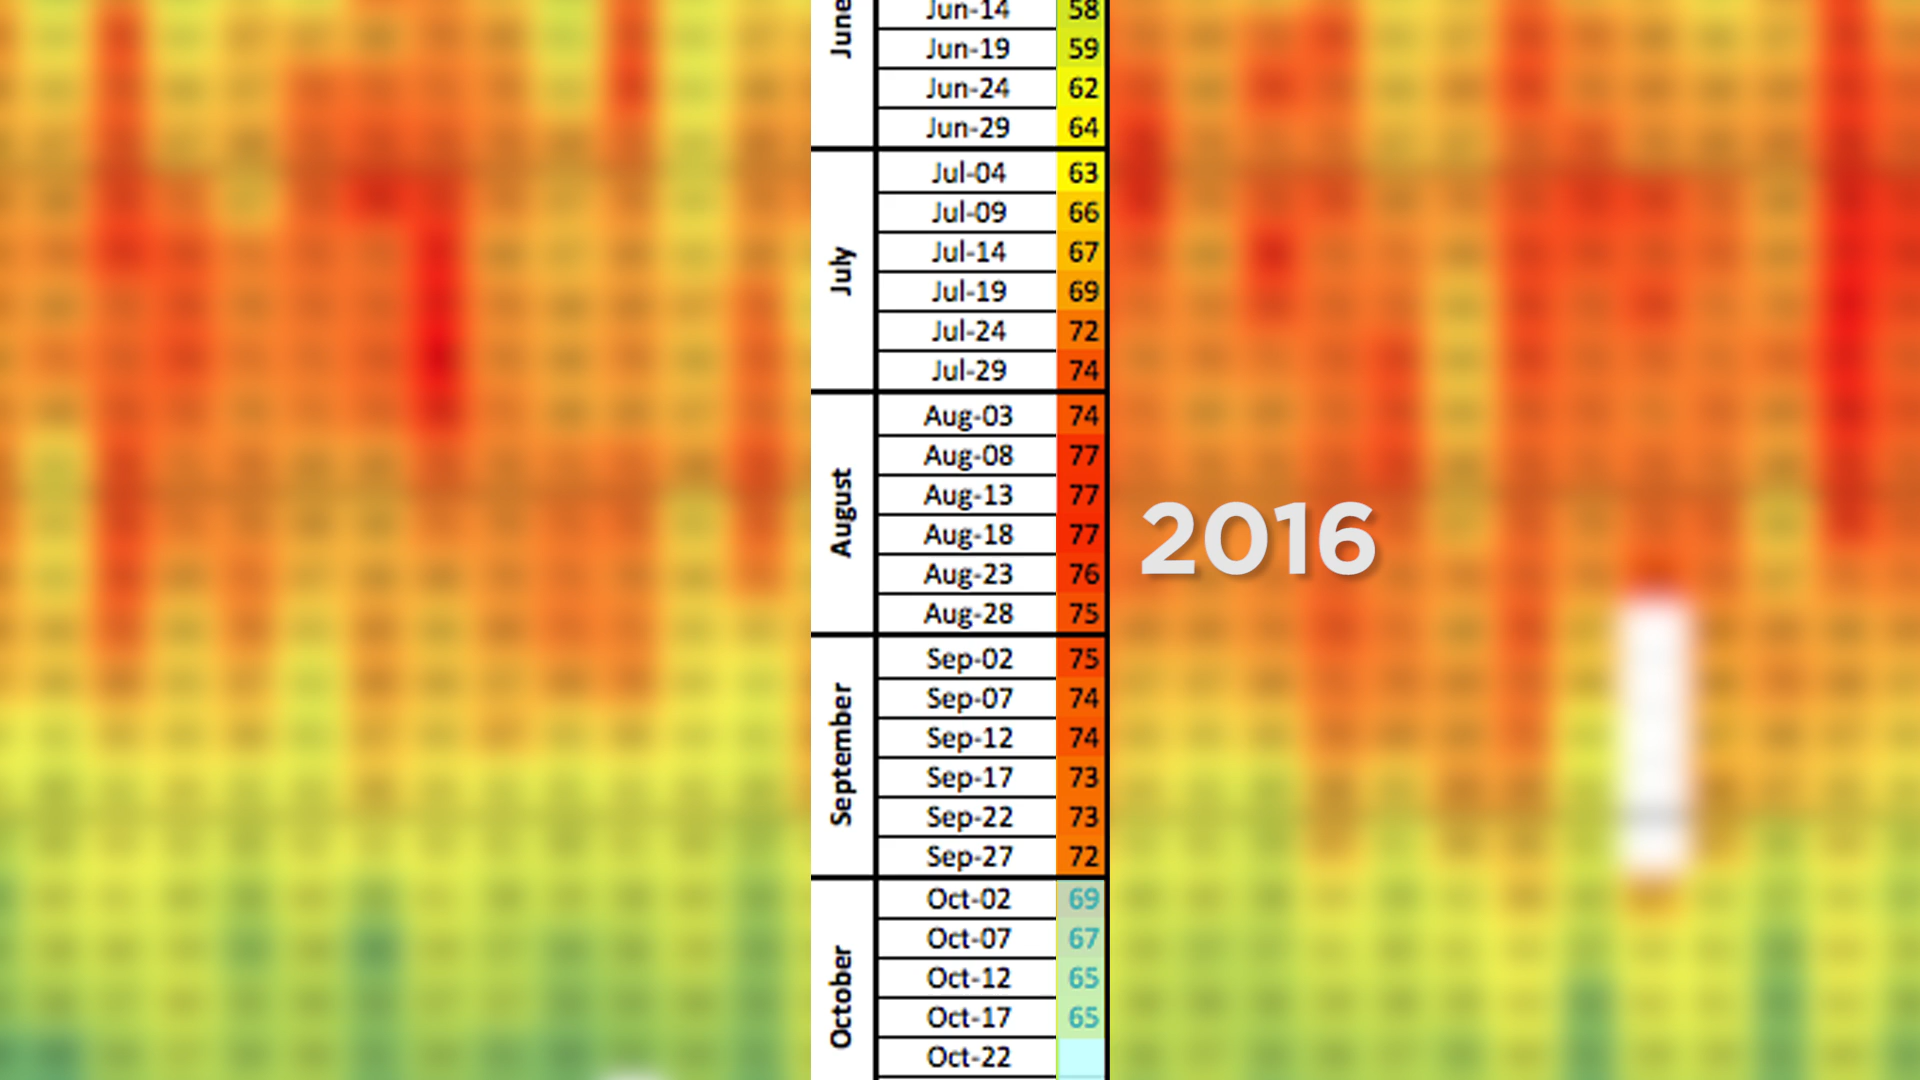 June
Jun-14 58
Jun-19 59
Jun-24 62
Jun-29 64
July
Jul-04 63
Jul-09 66
Jul-14 67
Jul-19 69
Jul-24 72
Jul-29 74
August
Aug-03 74
Aug-08 77
Aug-13 77
Aug-18 77
Aug-23 76
Aug-28 75
2016
September
Sep-02 75
Sep-07 74
Sep-12 74
Sep-17 73
Sep-22 73
Sep-27 72
October
Oct-02 69
Oct-07 67
Oct-12 65
Oct-17 65
Oct-22